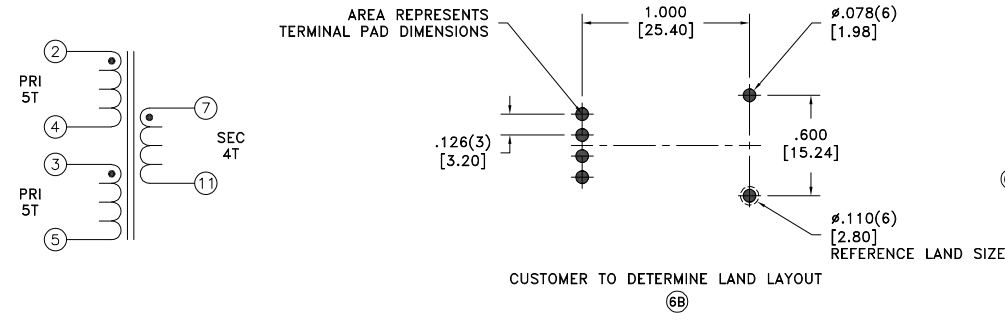 2
PRI
5T
4
3
PRI
5T
5
7
SEC
4T
11
AREA REPRESENTS
TERMINAL PAD DIMENSIONS
1.000
[25.40]
ø.078(6)
[1.98]
.126(3)
[3.20]
.600
[15.24]
ø.110(6)
[2.80]
REFERENCE LAND SIZE
CUSTOMER TO DETERMINE LAND LAYOUT
6B